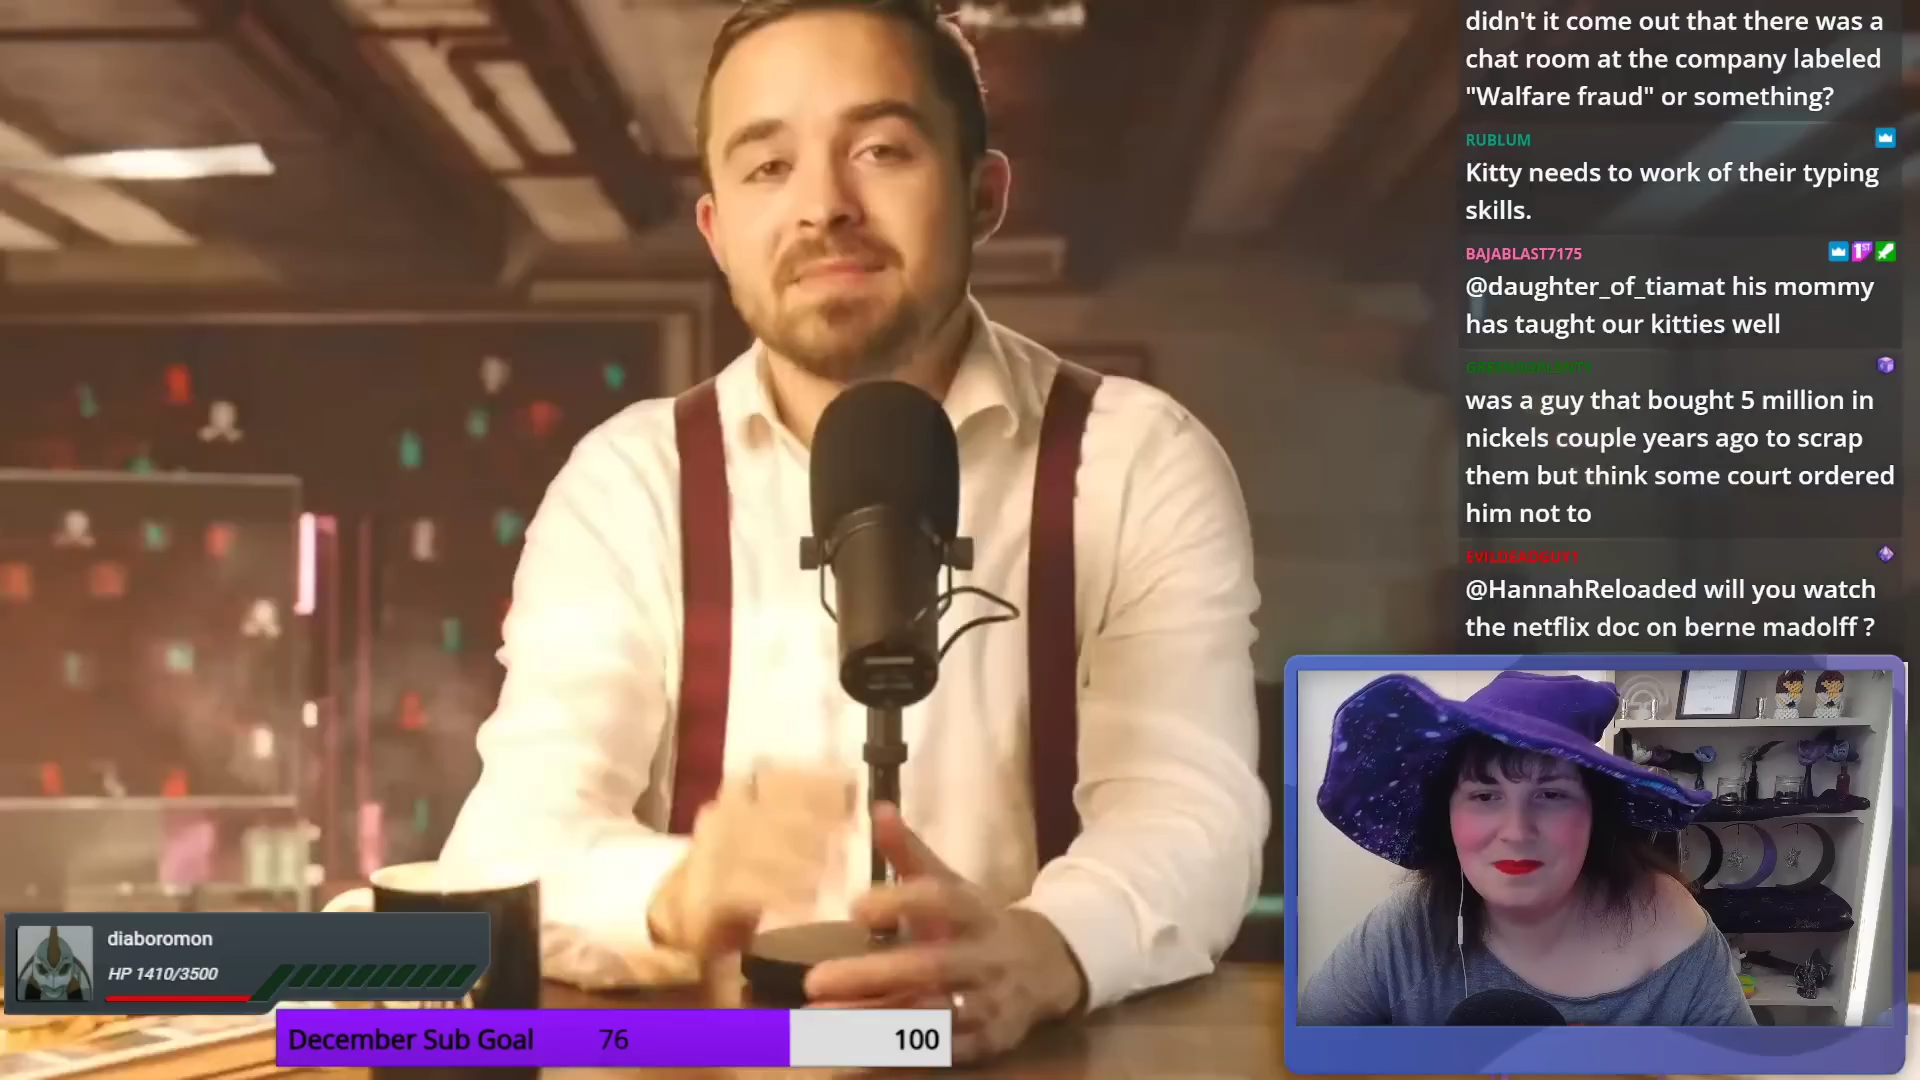 didn't it come out that there was a
chat room at the company labeled
"Walfare fraud" or something?
RUBLUM
Kitty needs to work of their typing
skills.
BAJABLAST7175
1ST
@daughter_of_tiamat his mommy
has taught our kitties well
was a guy that bought 5 million in
nickels couple years ago to scrap
them but think some court ordered
him not to
EVILDEADGUY1
@HannahReloaded will you watch
the netflix doc on berne madolff ?
diaboromon
HP 1410/3500
December Sub Goal 76 100